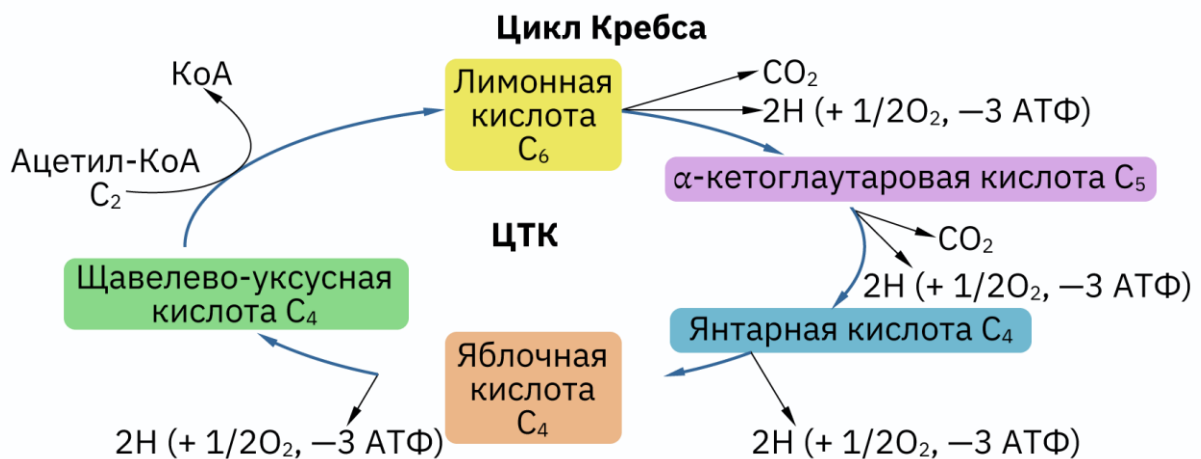 Цикл Кребса
КоА
Ацетил-КоА
C₂
Лимонная
кислота
C₆
CO₂
2H (+ 1/2O₂, —3 АТФ)
α-кетоглаутаровая кислота C₅
CO₂
2H (+ 1/2O₂, —3 АТФ)
ЦТК
Щавелево-уксусная
кислота C₄
Янтарная кислота C₄
Яблочная
кислота
C₄
2H (+ 1/2O₂, —3 АТФ)
2H (+ 1/2O₂, —3 АТФ)